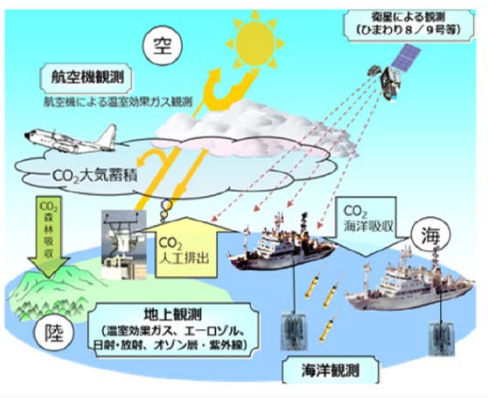 衛星による観測
(ひまわり8/9号等)
空
航空機観測
航空機による温室効果ガス観測
CO₂大気蓄積
CO₂
森林吸収
CO₂
人工排出
CO₂
海洋吸収
海
陸
地上観測
(温室効果ガス、エーロゾル、
日射・放射、オゾン層・紫外線)
海洋観測